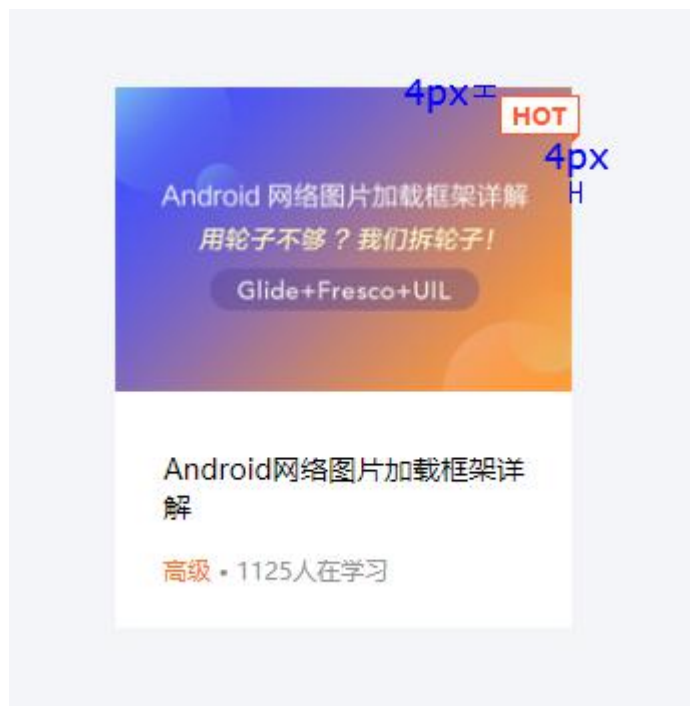 4px
HOT
4px
Android 网络图片加载框架详解
用轮子不够？我们拆轮子！
Glide+Fresco+UIL
Android网络图片加载框架详
解
高级 • 1125人在学习